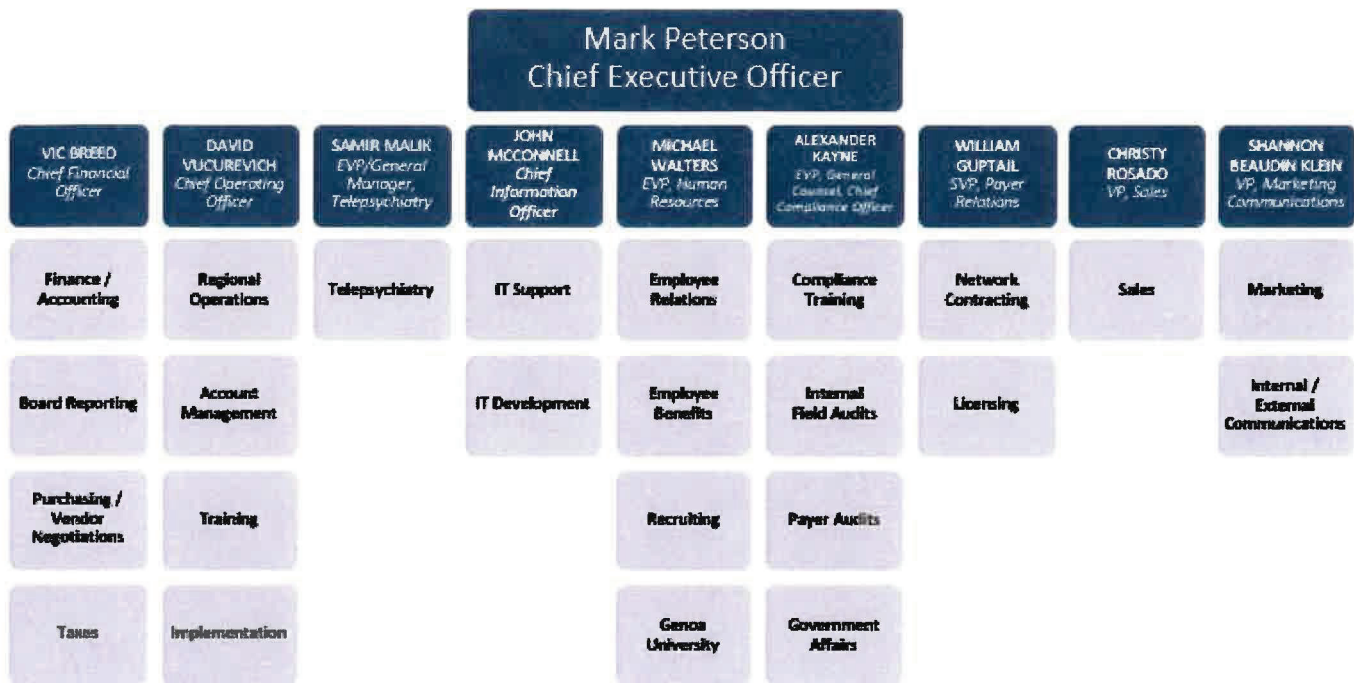 Mark Peterson
Chief Executive Officer
VIC BREED
Chief Financial
Officer
DAVID
VUCUREVICH
Chief Operating
Officer
SAMIR MALIK
EVP/General
Manager,
Telepsychiatry
JOHN
MCCONNELL
Chief
Information
Officer
MICHAEL
WALTERS
EVP, Human
Resources
ALEXANDER
KAYNE
EVP, General
Counsel, Chief
Compliance Officer
WILLIAM
GUPTAIL
SVP, Payer
Relations
CHRISTY
ROSADO
VP, Sales
SHANNON
BEAUDIN KLEIN
VP, Marketing
Communications
Finance /
Accounting
Regional
Operations
Telepsychiatry
IT Support
Employee
Relations
Compliance
Training
Network
Contracting
Sales
Marketing
Board Reporting
Account
Management
IT Development
Employee
Benefits
Internal
Field Audits
Licensing
Internal /
External
Communications
Purchasing /
Vendor
Negotiations
Training
Recruiting
Payer Audits
Taxes
Implementation
Genoa
University
Government
Affairs